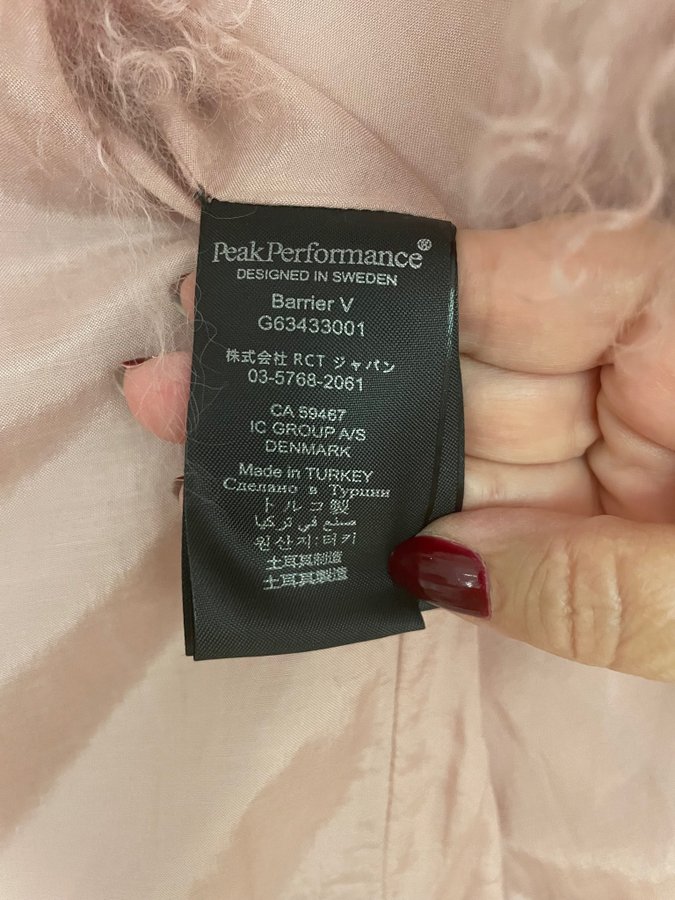 PeakPerformance®
DESIGNED IN SWEDEN
Barrier V
G63433001
株式会社 RCT ジャパン
03-5768-2061
CA 59467
IC GROUP A/S
DENMARK
Made in TURKEY
Сделано в Турции
トルコ製
صنع في تركيا
원산지:터키
土耳其制造
土耳其製造